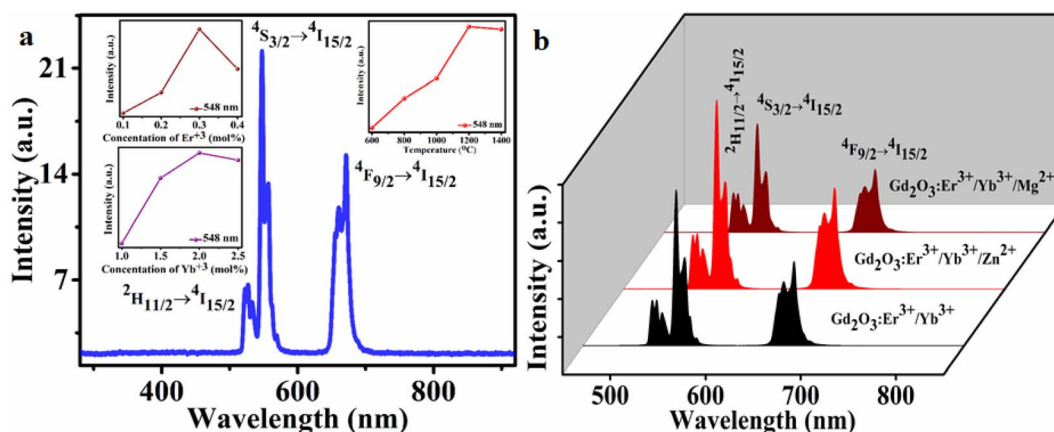 a
Intensity (a.u.)
21
14
7
400
600
800
Wavelength (nm)
⁴S₃/₂→⁴I₁₅/₂
⁴F₉/₂→⁴I₁₅/₂
²H₁₁/₂→⁴I₁₅/₂
Intensity (a.u.)
548 nm
0.1 0.2 0.3 0.4
Concentation of Er⁺³ (mol%)
Intensity (a.u.)
548 nm
600 800 1000 1200 1400
Temperature (⁰C)
Intensity (a.u.)
548 nm
1.0 1.5 2.0 2.5
Concentation of Yb⁺³ (mol%)
b
Intensity (a.u.)
²H₁₁/₂→⁴I₁₅/₂
⁴S₃/₂→⁴I₁₅/₂
⁴F₉/₂→⁴I₁₅/₂
Gd₂O₃:Er³⁺/Yb³⁺/Mg²⁺
Gd₂O₃:Er³⁺/Yb³⁺/Zn²⁺
Gd₂O₃:Er³⁺/Yb³⁺
500 600 700 800
Wavelength (nm)